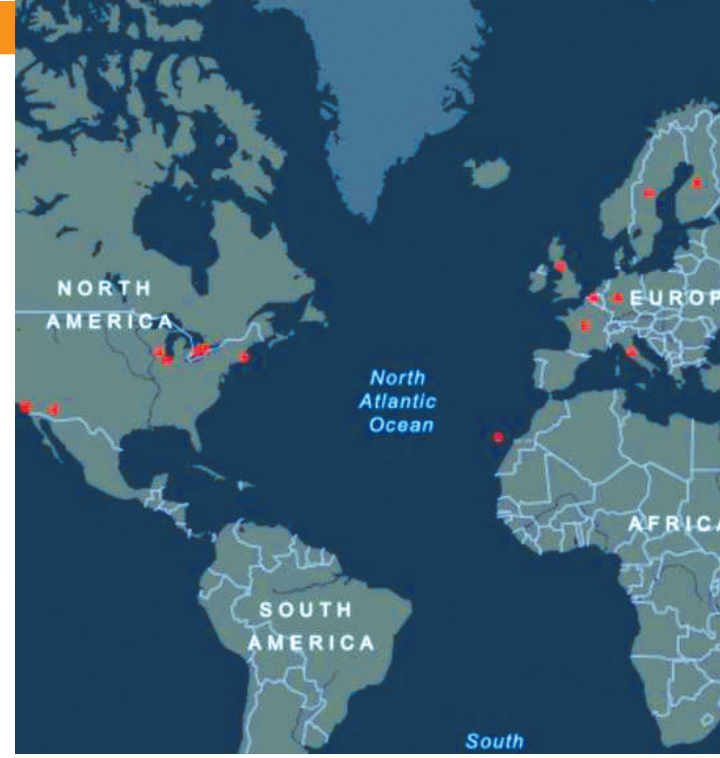 NORTH
AMERICA
EUROP
North
Atlantic
Ocean
AFRICA
SOUTH
AMERICA
South